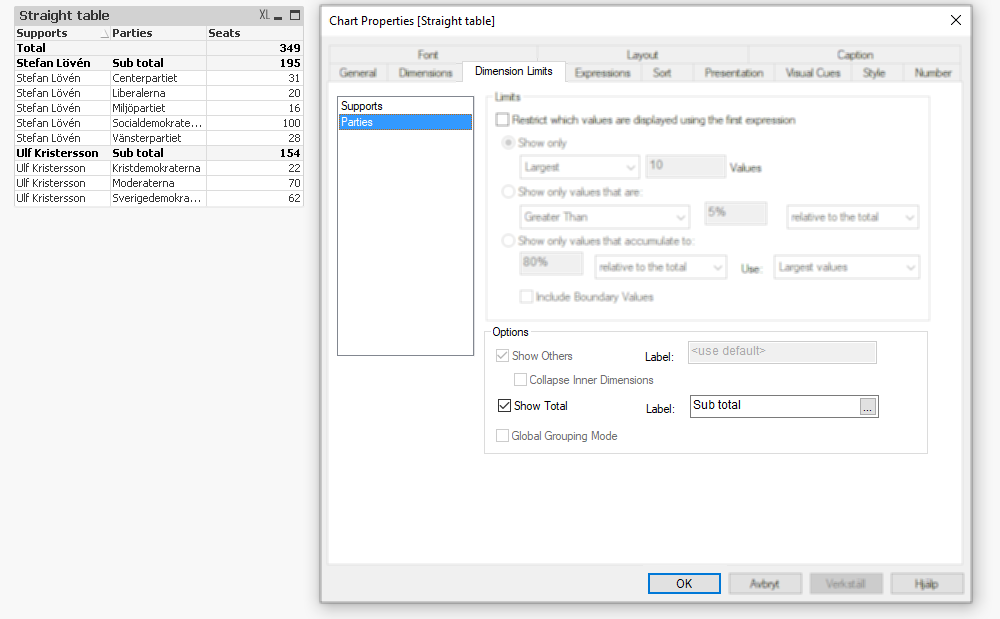 Straight table XL
Supports Parties Seats
Total 349
Stefan Lövén Sub total 195
Stefan Lövén Centerpartiet 31
Stefan Lövén Liberalerna 20
Stefan Lövén Miljöpartiet 16
Stefan Lövén Socialdemokrate... 100
Stefan Lövén Vänsterpartiet 28
Ulf Kristersson Sub total 154
Ulf Kristersson Kristdemokraterna 22
Ulf Kristersson Moderaterna 70
Ulf Kristersson Sverigedemokra... 62
Chart Properties [Straight table]
Font Layout Caption
General Dimensions Dimension Limits Expressions Sort Presentation Visual Cues Style Number
Supports
Parties
Limits
Restrict which values are displayed using the first expression
Show only
Largest 10 Values
Show only values that are:
Greater Than 5% relative to the total
Show only values that accumulate to:
80% relative to the total Use: Largest values
Include Boundary Values
Options
Show Others Label: <use default>
Collapse Inner Dimensions
Show Total Label: Sub total ...
Global Grouping Mode
OK Avbryt Verkställ Hjälp